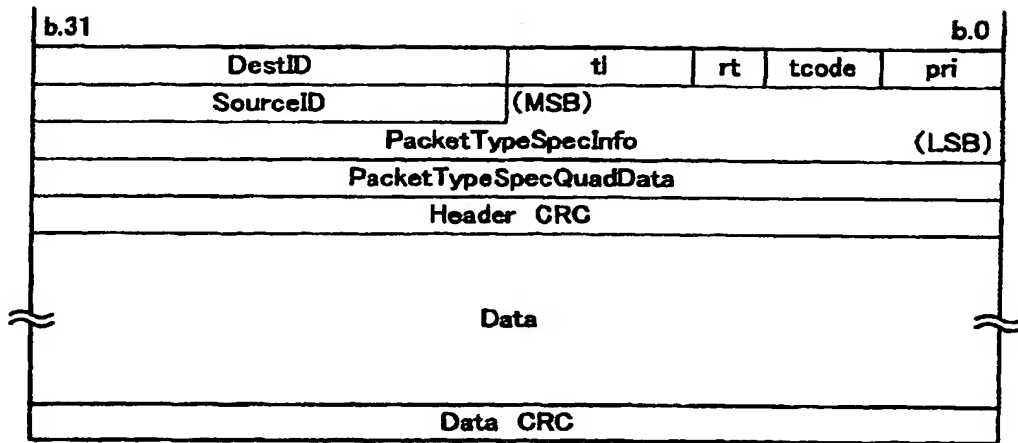 b.31 b.0
DestID tl rt tcode pri
SourceID (MSB)
PacketTypeSpecInfo (LSB)
PacketTypeSpecQuadData
Header CRC
Data
Data CRC